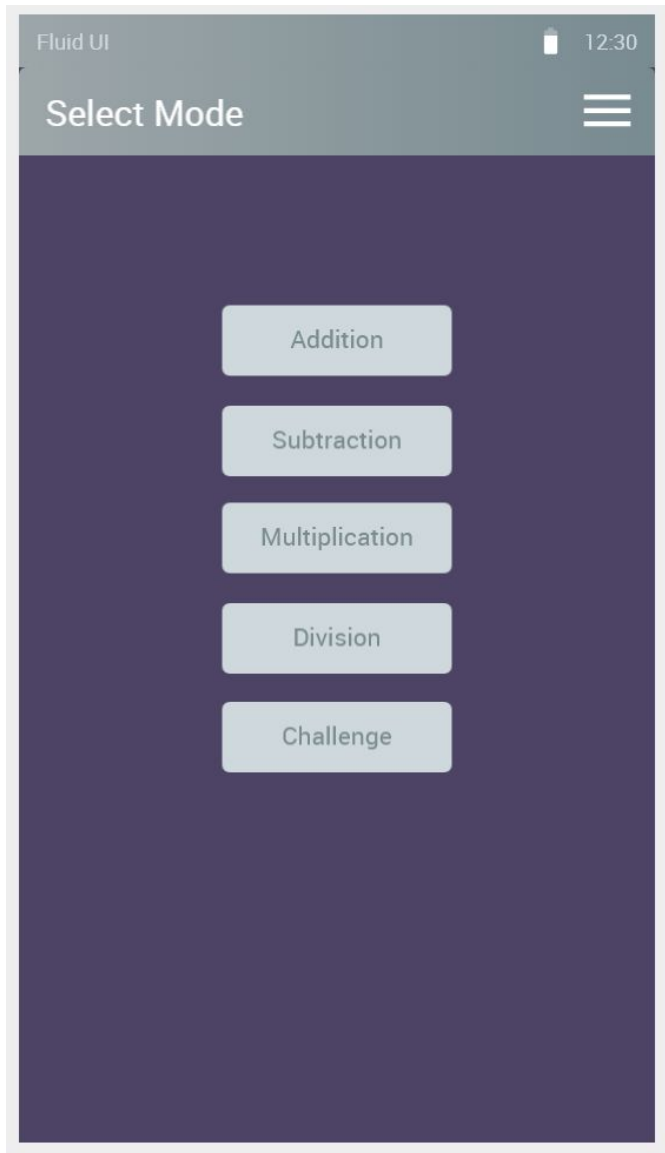 Fluid UI 12:30
Select Mode
Addition
Subtraction
Multiplication
Division
Challenge